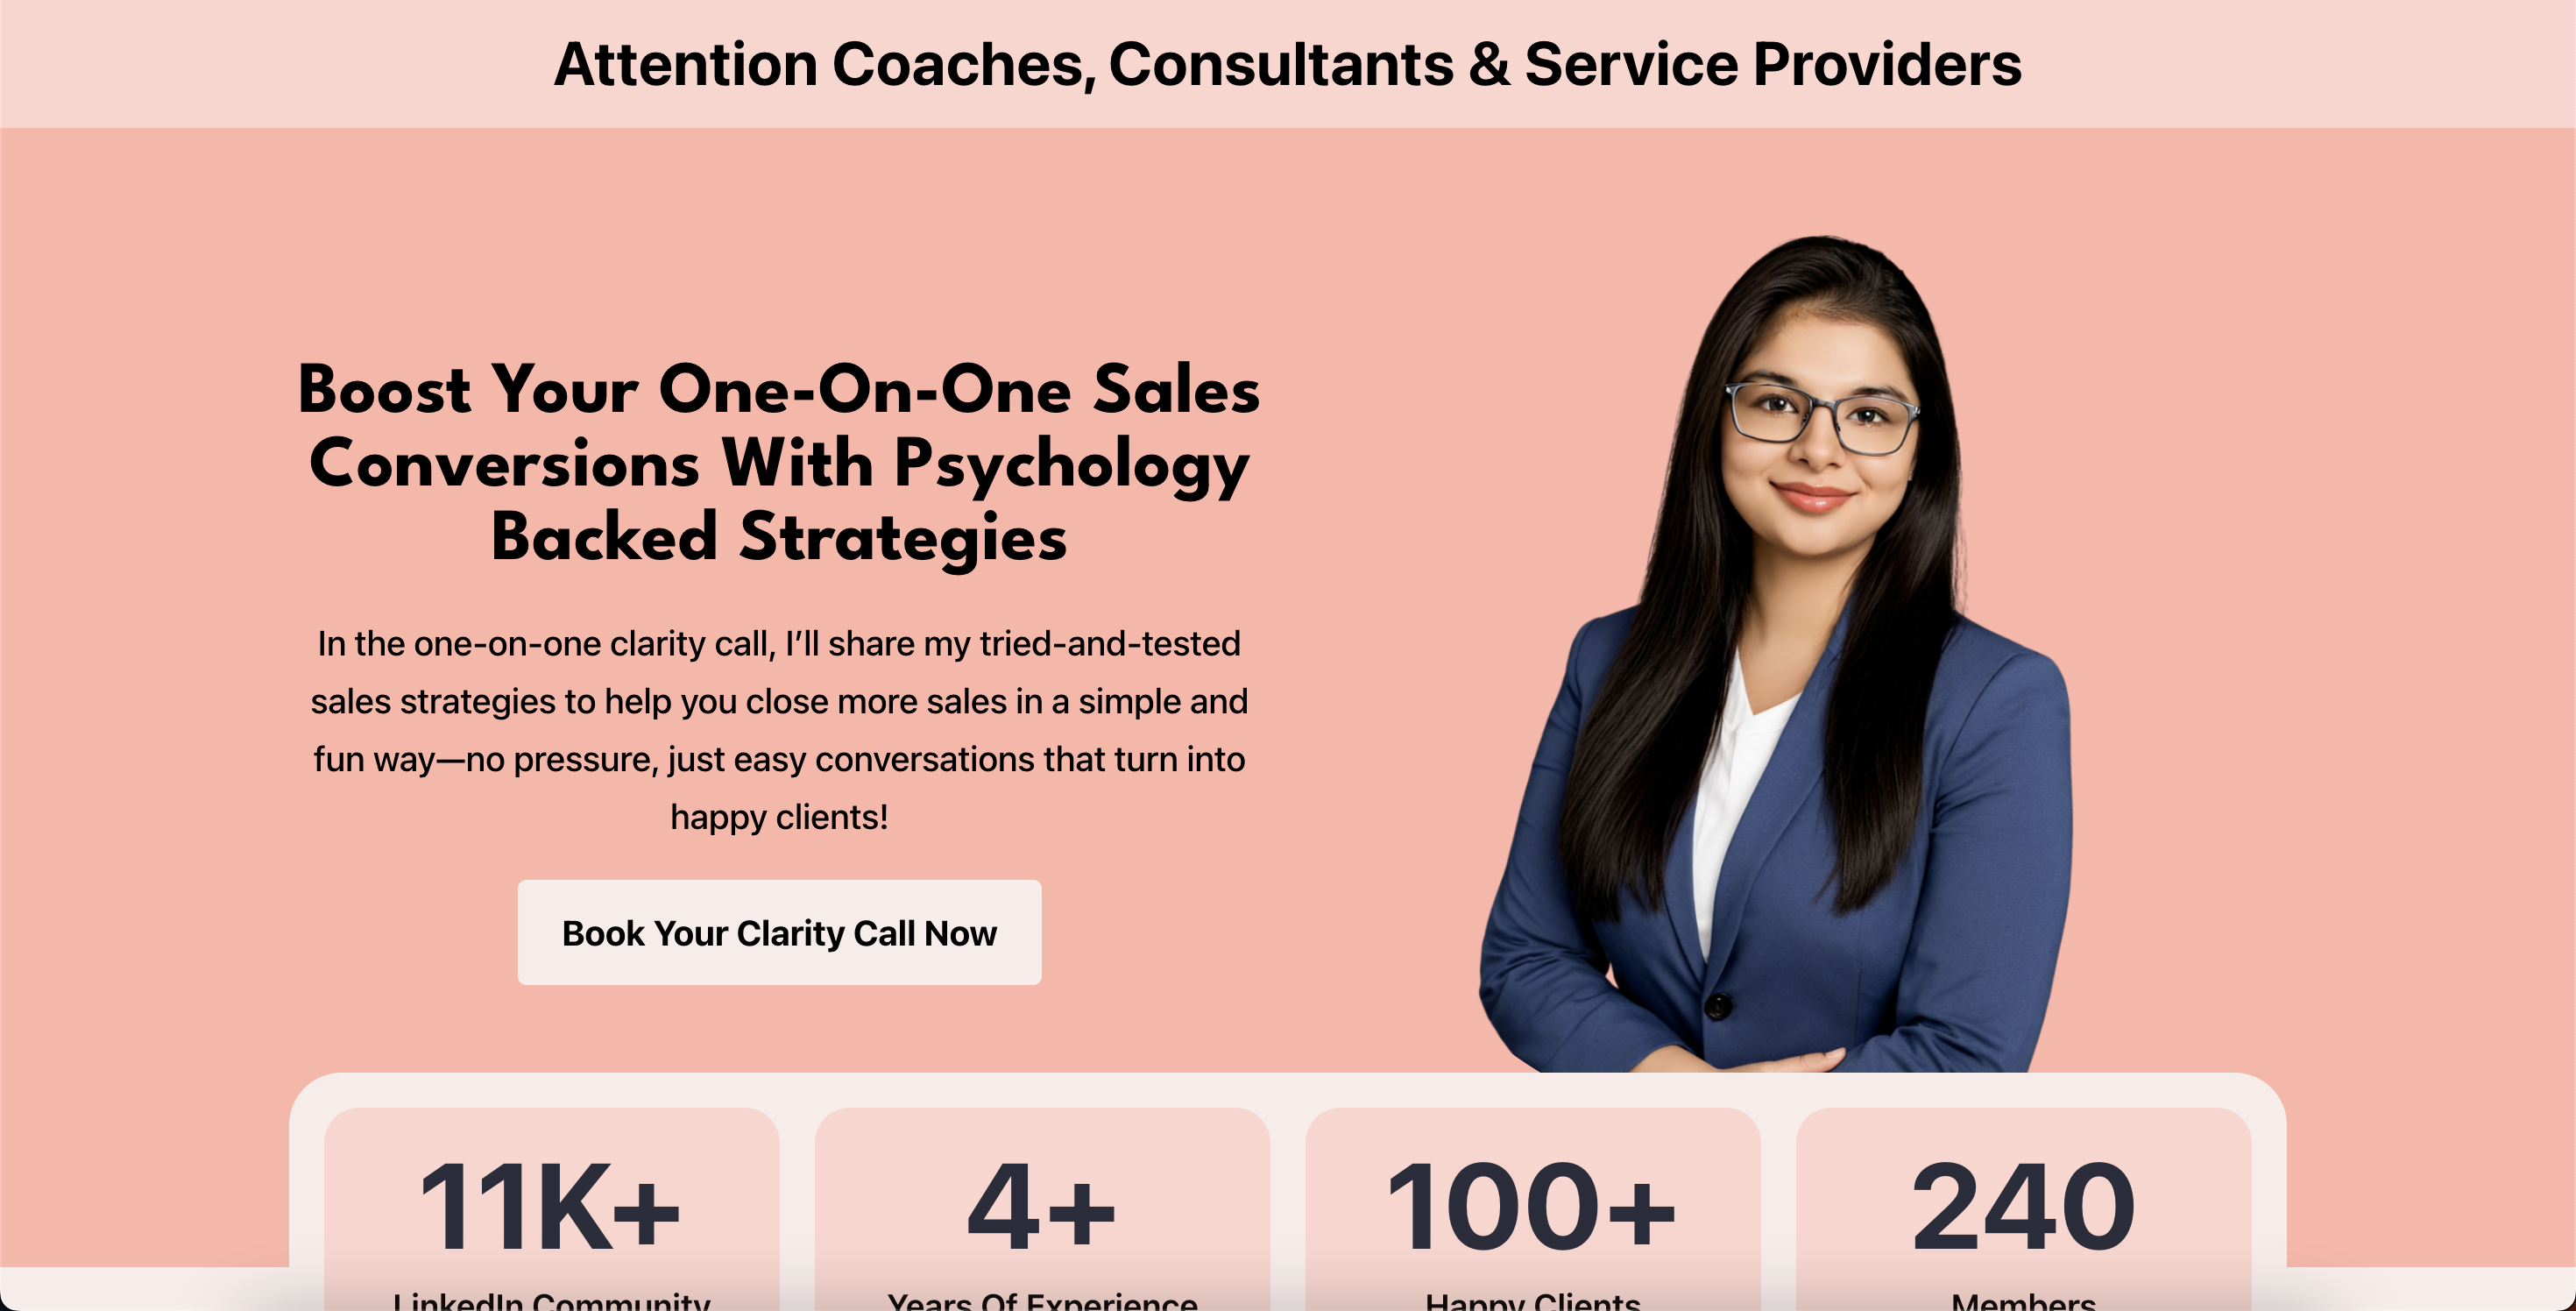 Attention Coaches, Consultants & Service Providers
Boost Your One-On-One Sales
Conversions With Psychology
Backed Strategies
In the one-on-one clarity call, I’ll share my tried-and-tested
sales strategies to help you close more sales in a simple and
fun way—no pressure, just easy conversations that turn into
happy clients!
Book Your Clarity Call Now
11K+
4+
100+
240
LinkedIn Community
Years Of Experience
Happy Clients
Members